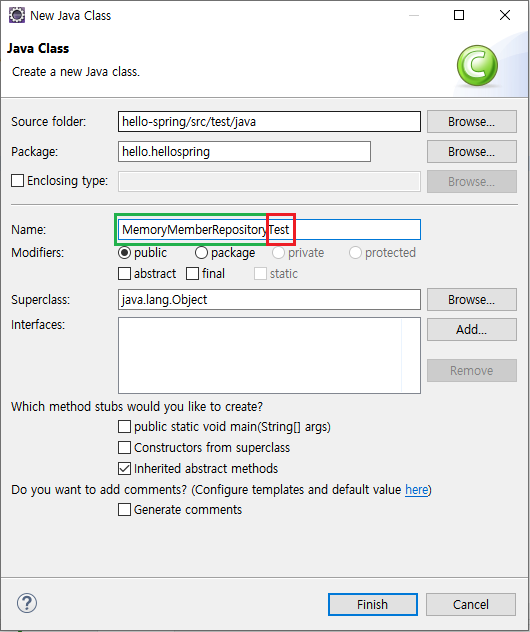 New Java Class
Java Class
Create a new Java class.
Source folder: hello-spring/src/test/java Browse...
Package: hello.hellospring Browse...
Enclosing type: Browse...
Name: MemoryMemberRepositoryTest
Modifiers: public package private protected
abstract final static
Superclass: java.lang.Object Browse...
Interfaces: Add...
Remove
Which method stubs would you like to create?
public static void main(String[] args)
Constructors from superclass
Inherited abstract methods
Do you want to add comments? (Configure templates and default value here)
Generate comments
? Finish Cancel